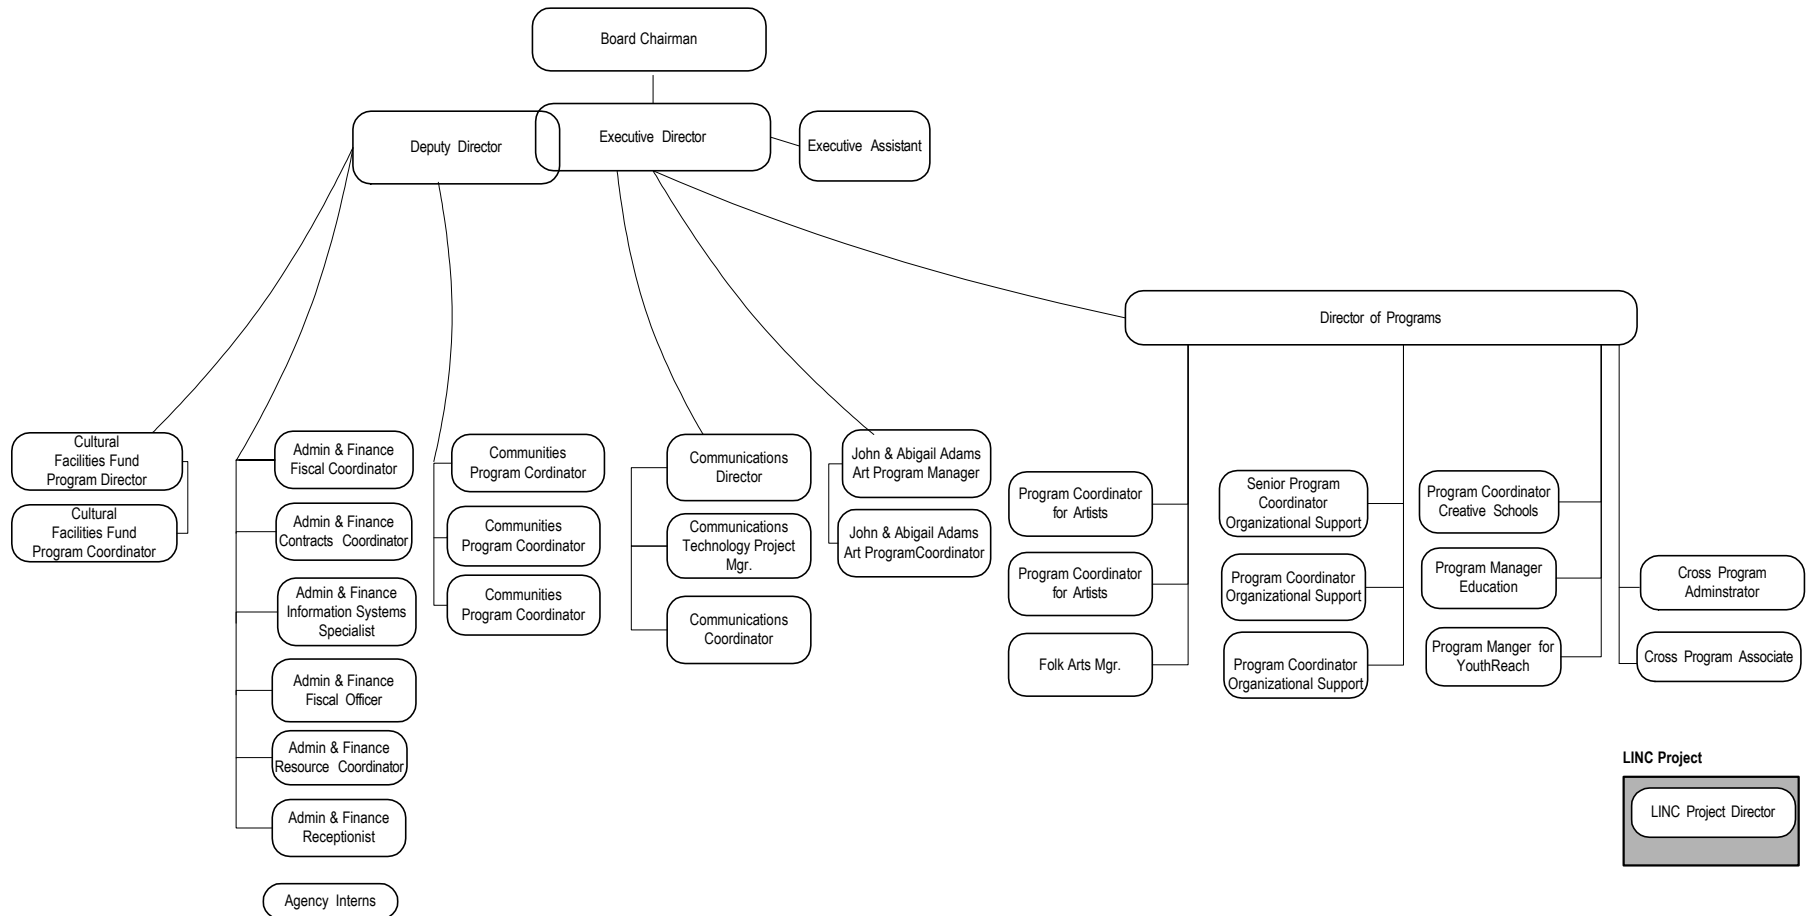 Board Chairman
Deputy Director
Executive Director
Executive Assistant
Director of Programs
Cultural
Facilities Fund
Program Director
Cultural
Facilities Fund
Program Coordinator
Admin & Finance
Fiscal Coordinator
Admin & Finance
Contracts Coordinator
Admin & Finance
Information Systems
Specialist
Admin & Finance
Fiscal Officer
Admin & Finance
Resource Coordinator
Admin & Finance
Receptionist
Agency Interns
Communities
Program Cordinator
Communities
Program Coordinator
Communities
Program Coordinator
Communications
Director
Communications
Technology Project
Mgr.
Communications
Coordinator
John & Abigail Adams
Art Program Manager
John & Abigail Adams
Art ProgramCoordinator
Program Coordinator
for Artists
Program Coordinator
for Artists
Folk Arts Mgr.
Senior Program
Coordinator
Organizational Support
Program Coordinator
Organizational Support
Program Coordinator
Organizational Support
Program Coordinator
Creative Schools
Program Manager
Education
Program Manger for
YouthReach
Cross Program
Adminstrator
Cross Program Associate
LINC Project
LINC Project Director